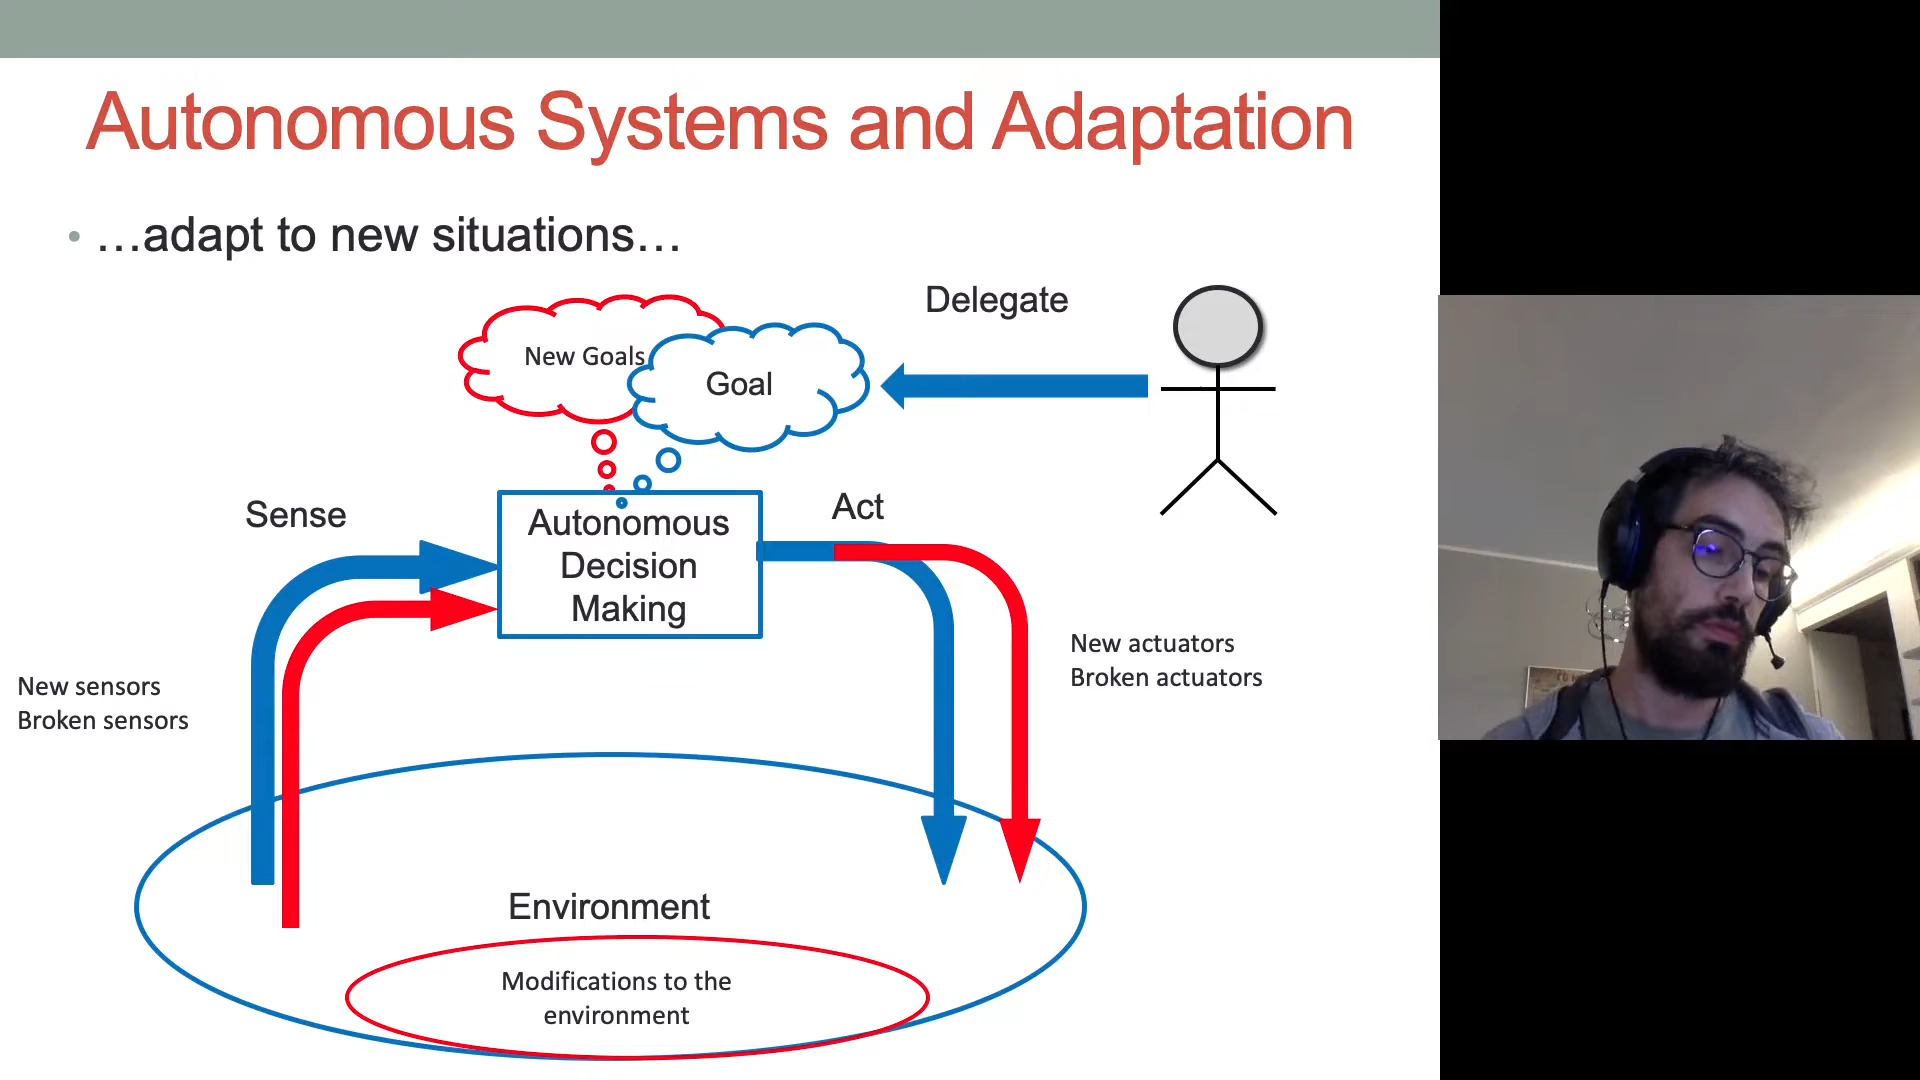 Autonomous Systems and Adaptation
• …adapt to new situations…
Delegate
New Goals
Goal
Sense
Act
Autonomous
Decision
Making
New sensors
Broken sensors
New actuators
Broken actuators
Environment
Modifications to the
environment